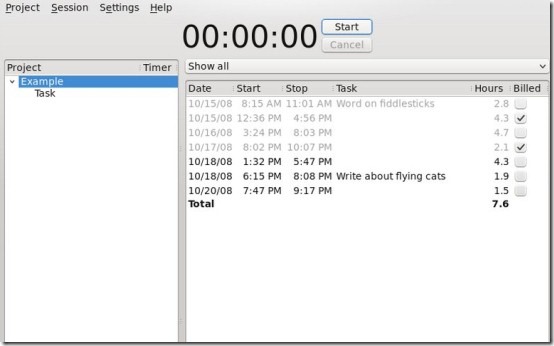 Project Session Settings Help
00:00:00 Start
Cancel
Project Timer
Example
Task
Show all
Date Start Stop Task Hours Billed
10/15/08 8:15 AM 11:01 AM Word on fiddlesticks 2.8
10/15/08 12:36 PM 4:56 PM 4.3
10/16/08 3:24 PM 8:03 PM 4.7
10/17/08 8:02 PM 10:07 PM 2.1
10/18/08 1:32 PM 5:47 PM 4.3
10/18/08 6:15 PM 8:08 PM Write about flying cats 1.9
10/20/08 7:47 PM 9:17 PM 1.5
Total 7.6